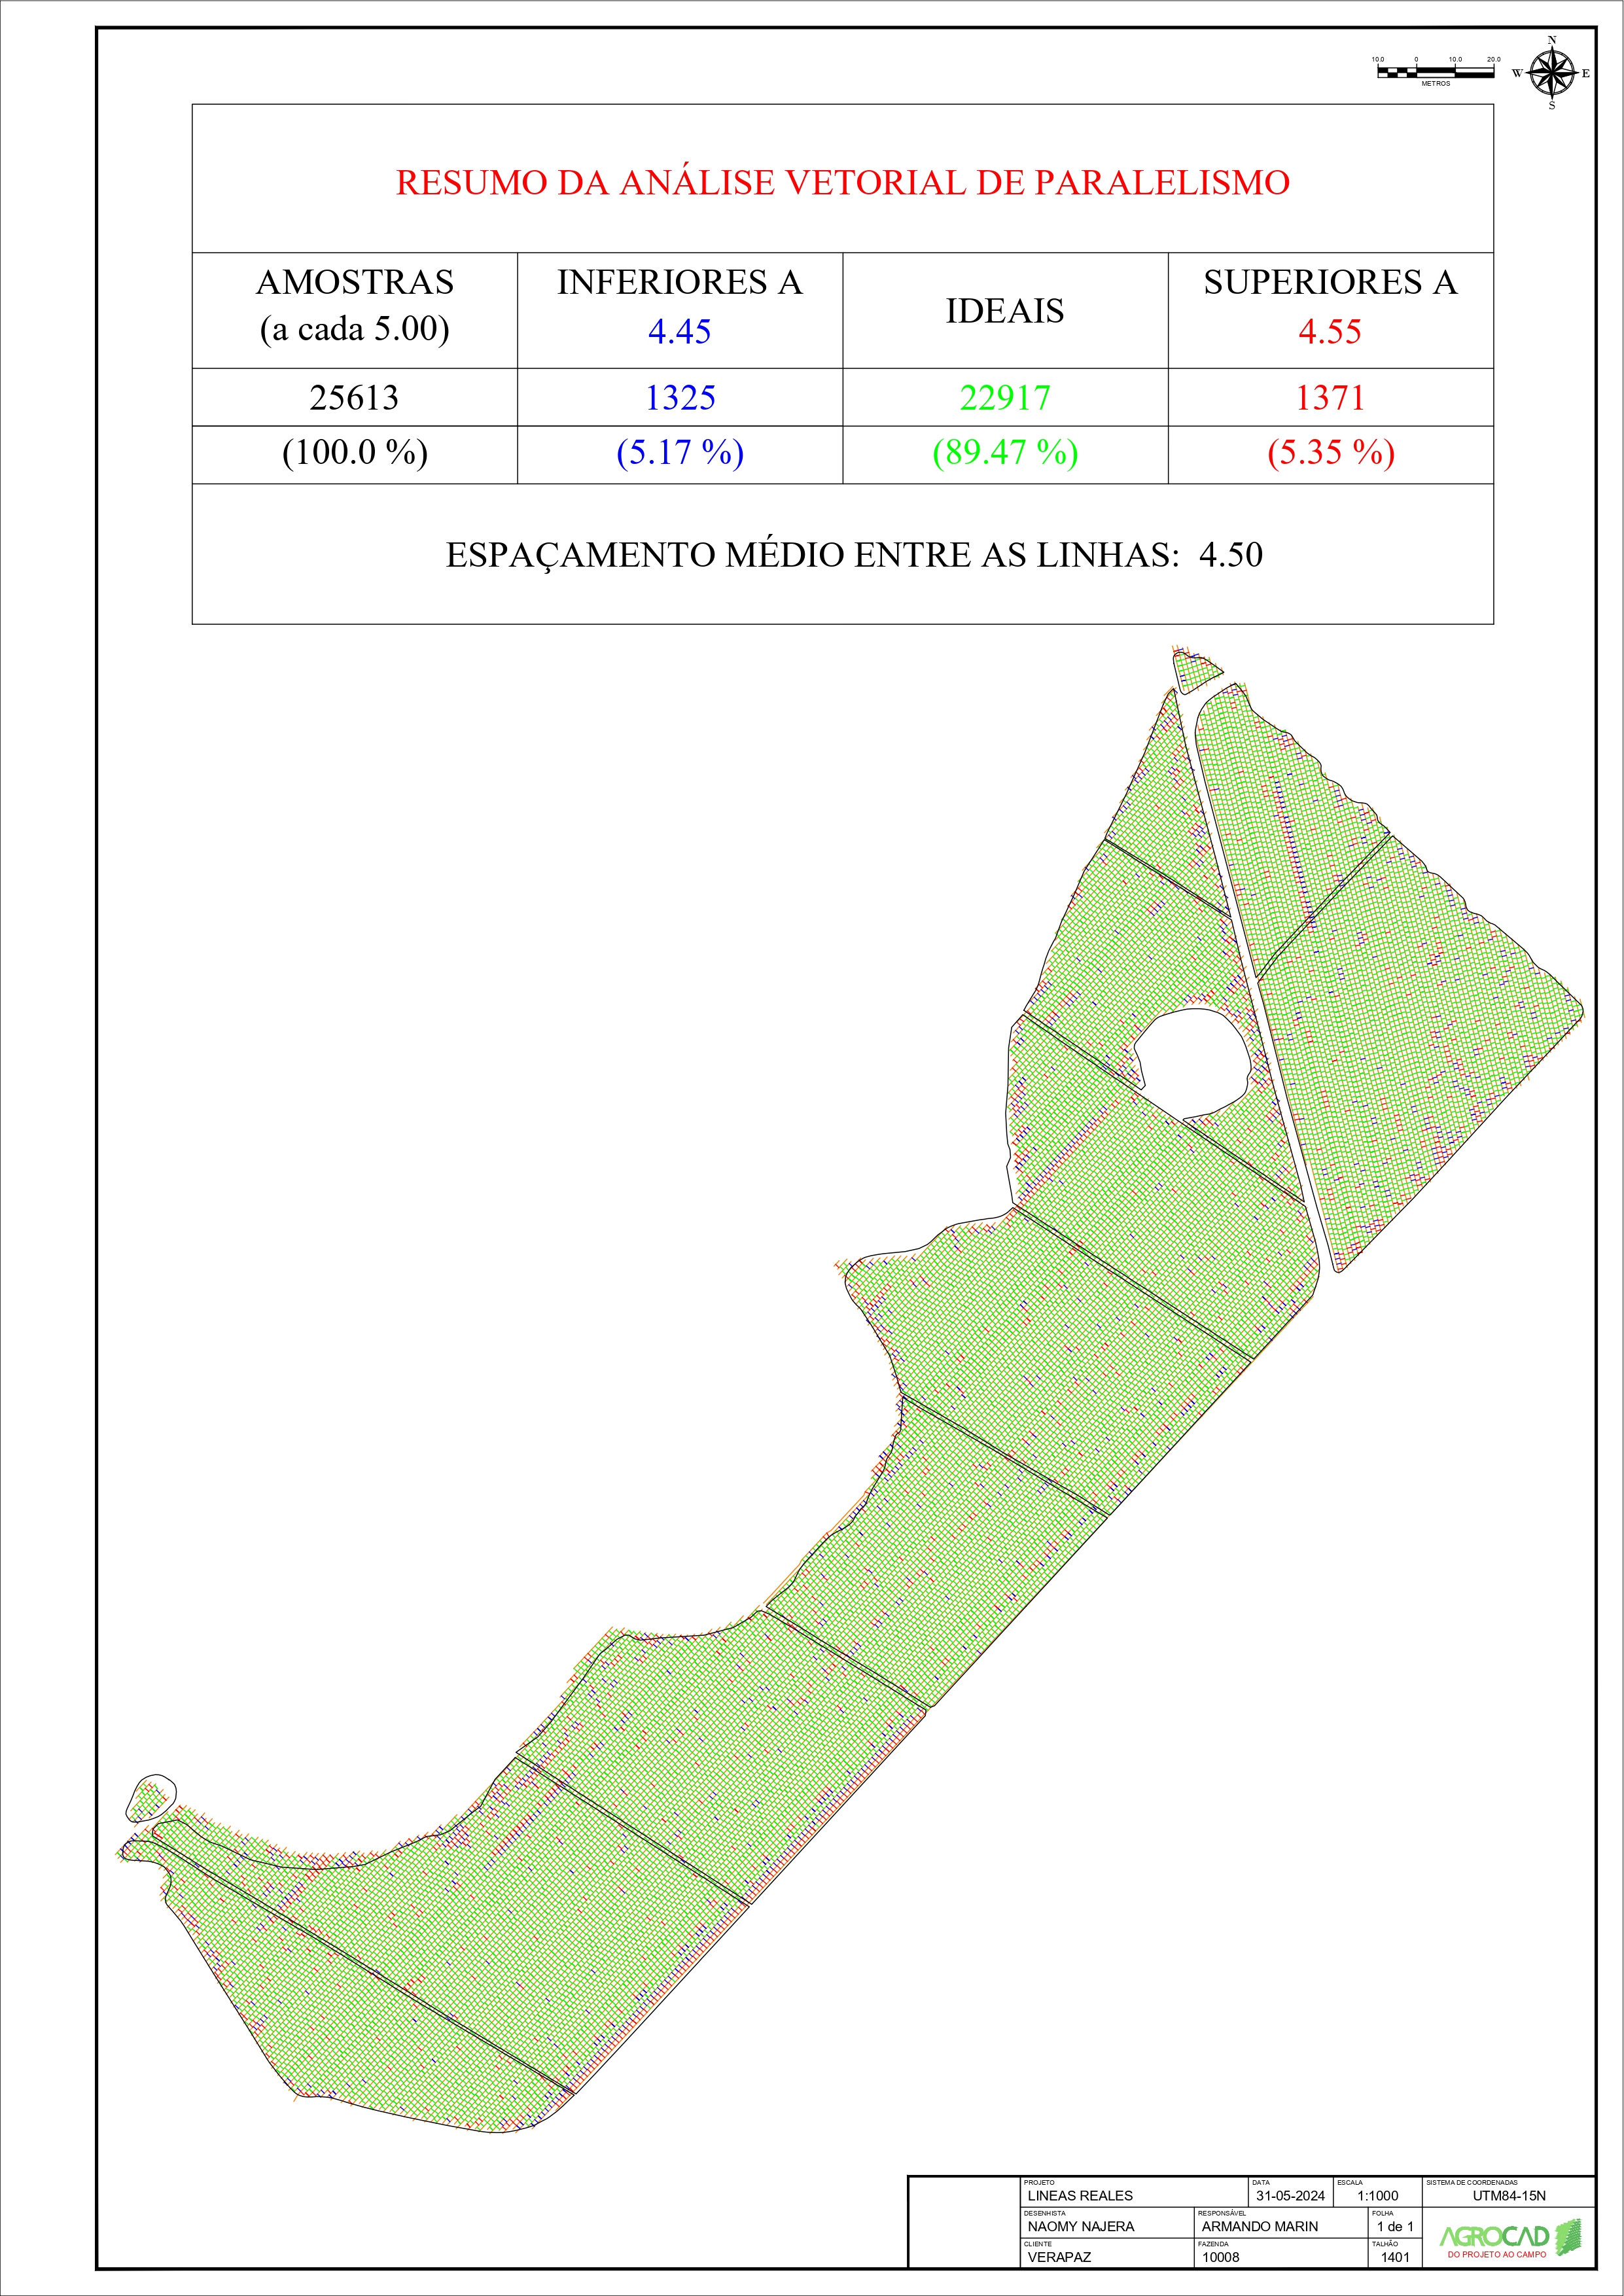 10.0 0 10.0 20.0
METROS
N
W E
S
RESUMO DA ANÁLISE VETORIAL DE PARALELISMO
AMOSTRAS
(a cada 5.00)
INFERIORES A
4.45
IDEAIS
SUPERIORES A
4.55
25613 1325 22917 1371
(100.0 %) (5.17 %) (89.47 %) (5.35 %)
ESPAÇAMENTO MÉDIO ENTRE AS LINHAS: 4.50
PROJETO
LINEAS REALES
DATA
31-05-2024
ESCALA
1:1000
SISTEMA DE COORDENADAS
UTM84-15N
DESENHISTA
NAOMY NAJERA
RESPONSÁVEL
ARMANDO MARIN
FOLHA
1 de 1
CLIENTE
VERAPAZ
FAZENDA
10008
TALHÃO
1401
AGROCAD
DO PROJETO AO CAMPO